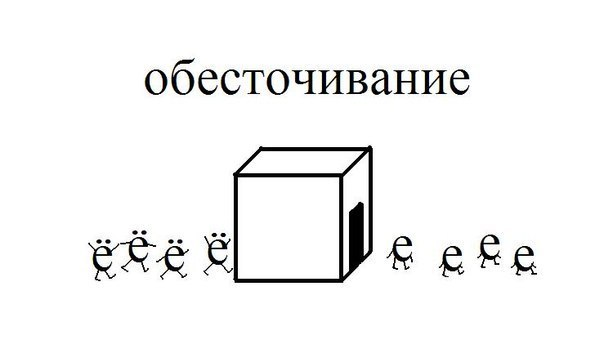 обесточивание
ё ё ё ё е е е е